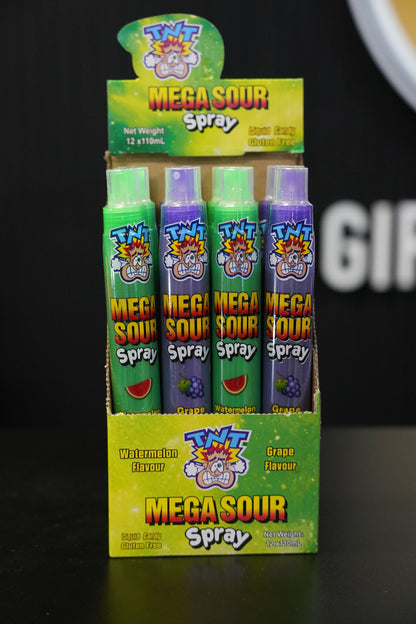 TNT
MEGA SOUR
Spray
Net Weight
12 x110mL
Liquid Candy
Gluten Free
GIF
TNT
MEGA
SOUR
Spray
TNT
MEGA
SOUR
Spray
Grape
TNT
MEGA
SOUR
Spray
Watermelon
TNT
MEGA
SOUR
Spray
Grape
Watermelon
Flavour
TNT
Grape
Flavour
MEGA SOUR
Spray
Liquid Candy
Gluten Free
Net Weight:
12 x110mL